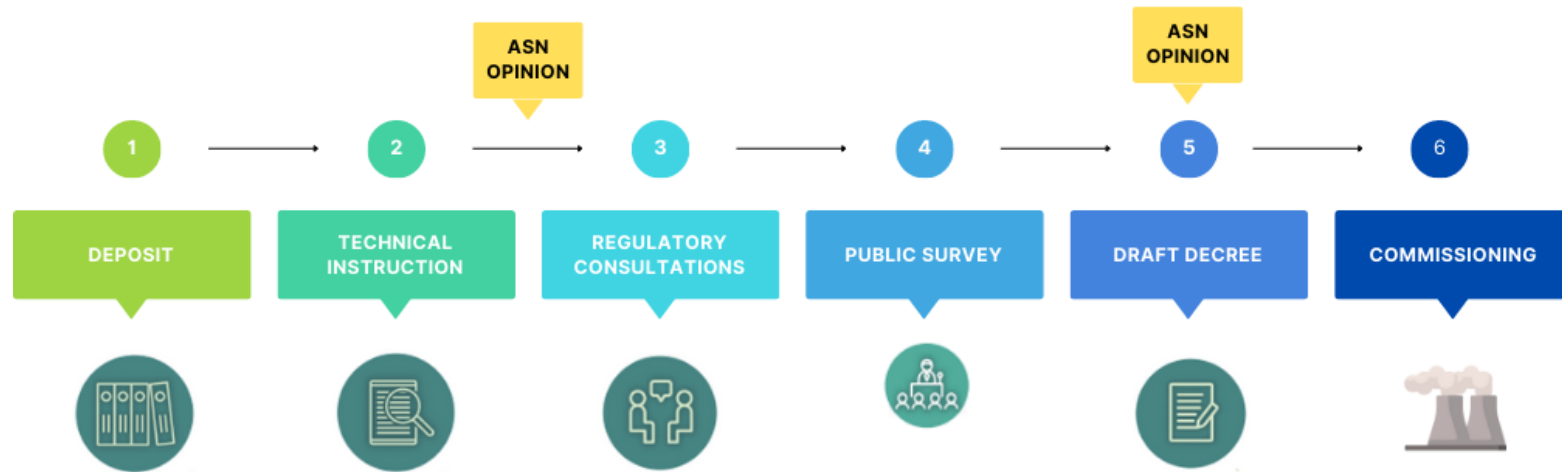 ASN
OPINION
ASN
OPINION
1
2
3
4
5
6
DEPOSIT
TECHNICAL
INSTRUCTION
REGULATORY
CONSULTATIONS
PUBLIC SURVEY
DRAFT DECREE
COMMISSIONING